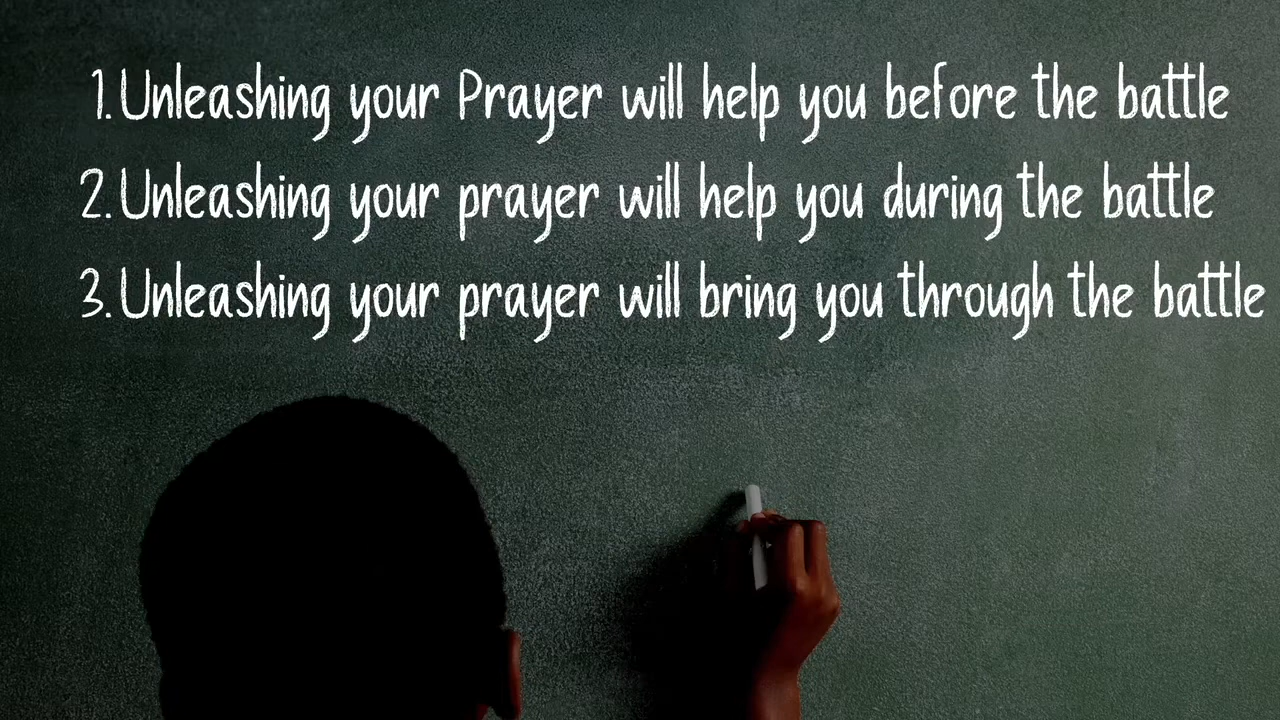 1. Unleashing your Prayer will help you before the battle
2. Unleashing your prayer will help you during the battle
3. Unleashing your prayer will bring you through the battle